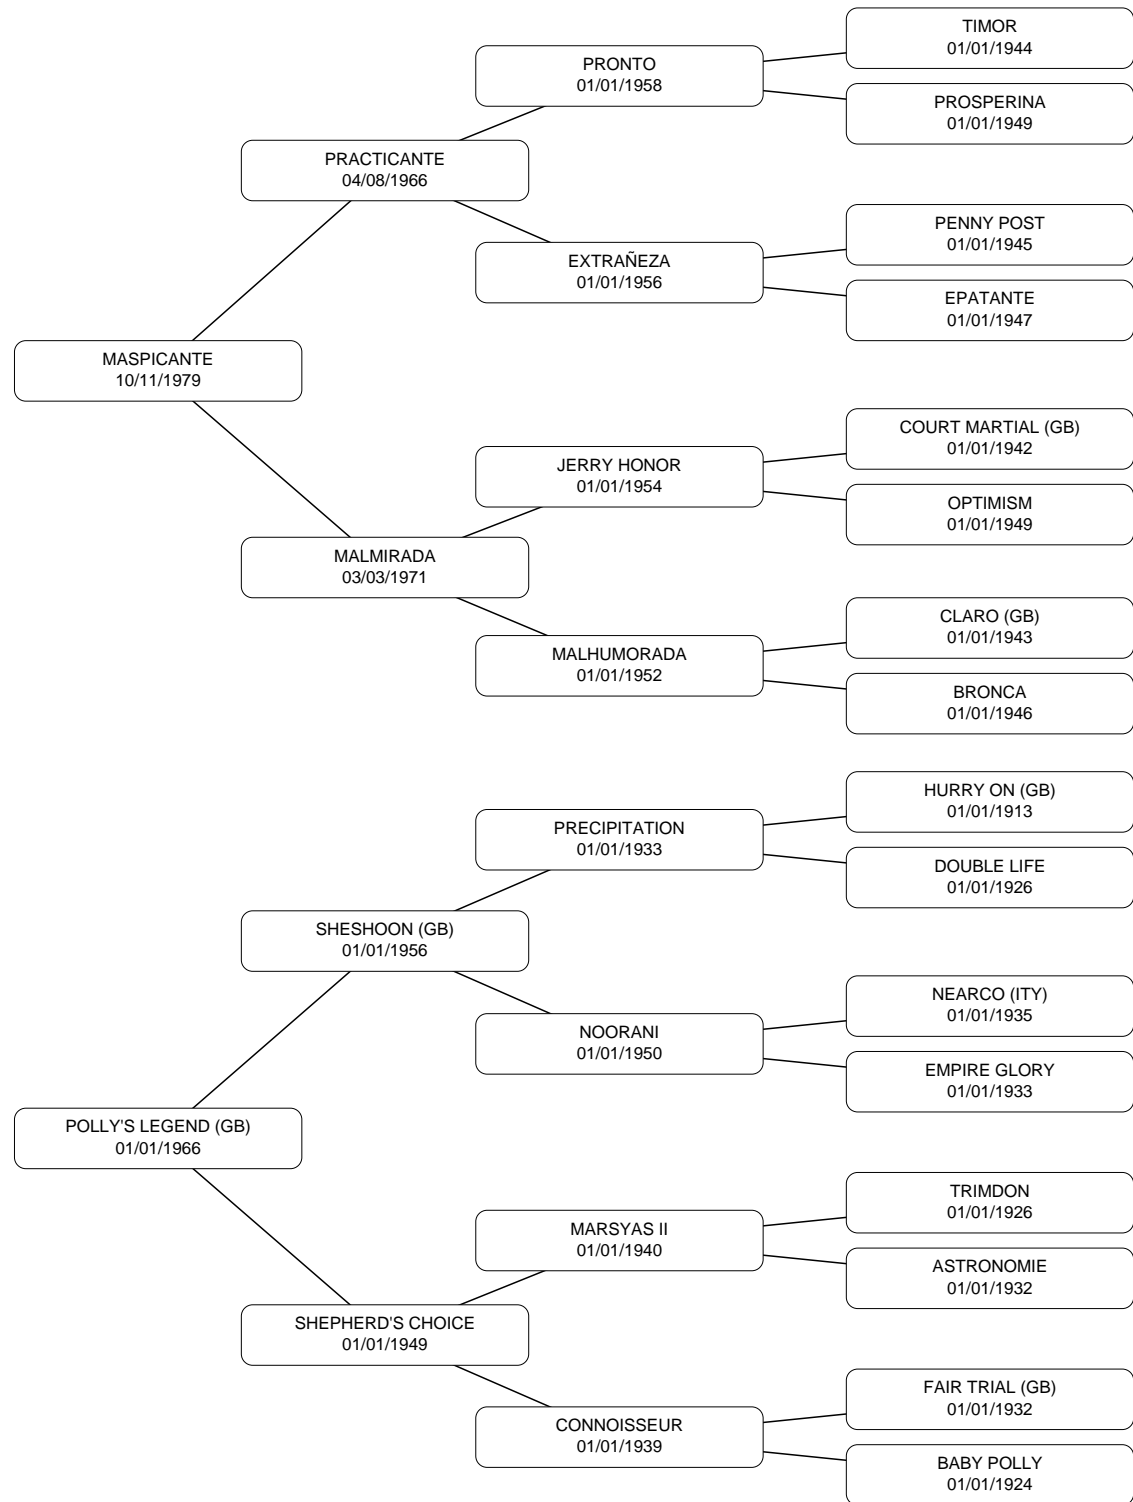 TIMOR
01/01/1944
PRONTO
01/01/1958
PROSPERINA
01/01/1949
PRACTICANTE
04/08/1966
PENNY POST
01/01/1945
EXTRAÑEZA
01/01/1956
EPATANTE
01/01/1947
MASPICANTE
10/11/1979
COURT MARTIAL (GB)
01/01/1942
JERRY HONOR
01/01/1954
OPTIMISM
01/01/1949
MALMIRADA
03/03/1971
CLARO (GB)
01/01/1943
MALHUMORADA
01/01/1952
BRONCA
01/01/1946
HURRY ON (GB)
01/01/1913
PRECIPITATION
01/01/1933
DOUBLE LIFE
01/01/1926
SHESHOON (GB)
01/01/1956
NEARCO (ITY)
01/01/1935
NOORANI
01/01/1950
EMPIRE GLORY
01/01/1933
POLLY'S LEGEND (GB)
01/01/1966
TRIMDON
01/01/1926
MARSYAS II
01/01/1940
ASTRONOMIE
01/01/1932
SHEPHERD'S CHOICE
01/01/1949
FAIR TRIAL (GB)
01/01/1932
CONNOISSEUR
01/01/1939
BABY POLLY
01/01/1924